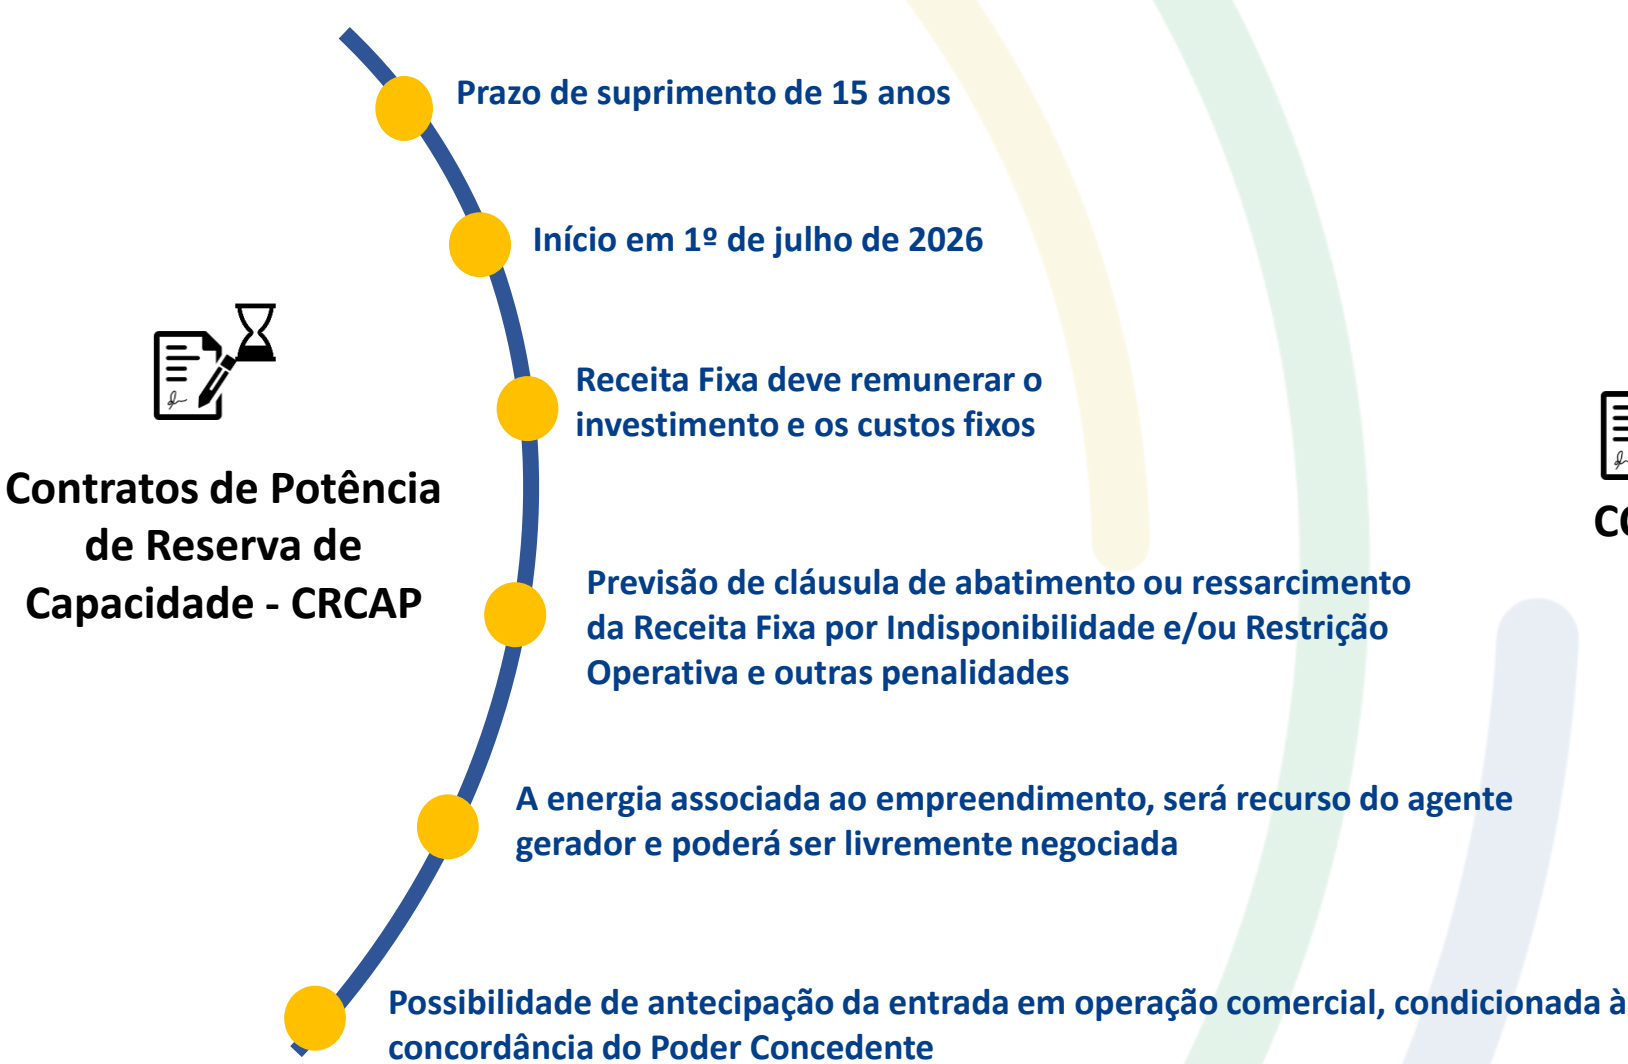 Prazo de suprimento de 15 anos
Início em 1º de julho de 2026
Receita Fixa deve remunerar o
investimento e os custos fixos
Contratos de Potência
de Reserva de
Capacidade - CRCAP
Previsão de cláusula de abatimento ou ressarcimento
da Receita Fixa por Indisponibilidade e/ou Restrição
Operativa e outras penalidades
A energia associada ao empreendimento, será recurso do agente
gerador e poderá ser livremente negociada
Possibilidade de antecipação da entrada em operação comercial, condicionada à
concordância do Poder Concedente